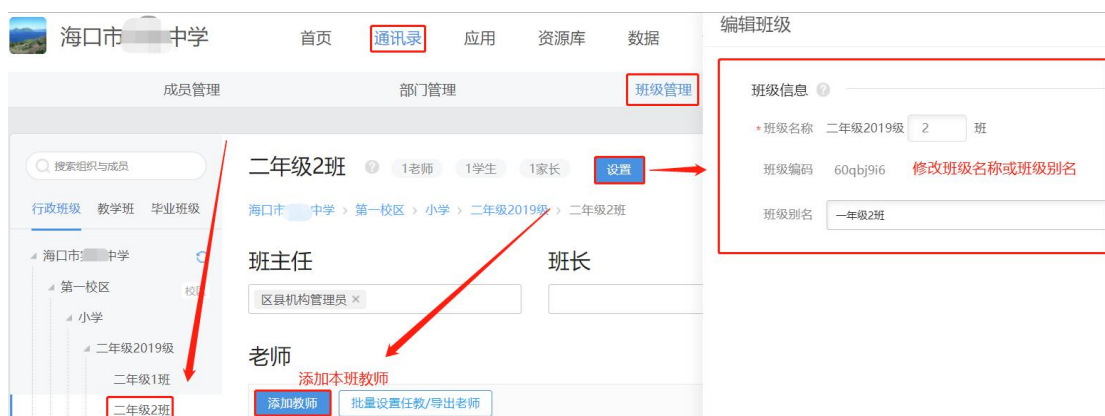 海口市 中学
首页 通讯录 应用 资源库 数据
成员管理 部门管理 班级管理
搜索组织与成员
行政班级 教学班 毕业班级
海口市 中学
第一校区
小学
二年级2019级
二年级1班
二年级2班
二年级2班 1老师 1学生 1家长 设置
海口市 中学 > 第一校区 > 小学 > 二年级2019级 > 二年级2班
班主任 班长
区县机构管理员 ×
老师
添加本班教师
添加教师 批量设置任教/导出老师
编辑班级
班级信息
*班级名称 二年级2019级 2 班
班级编码 60qbj9i6 修改班级名称或班级别名
班级别名 一年级2班